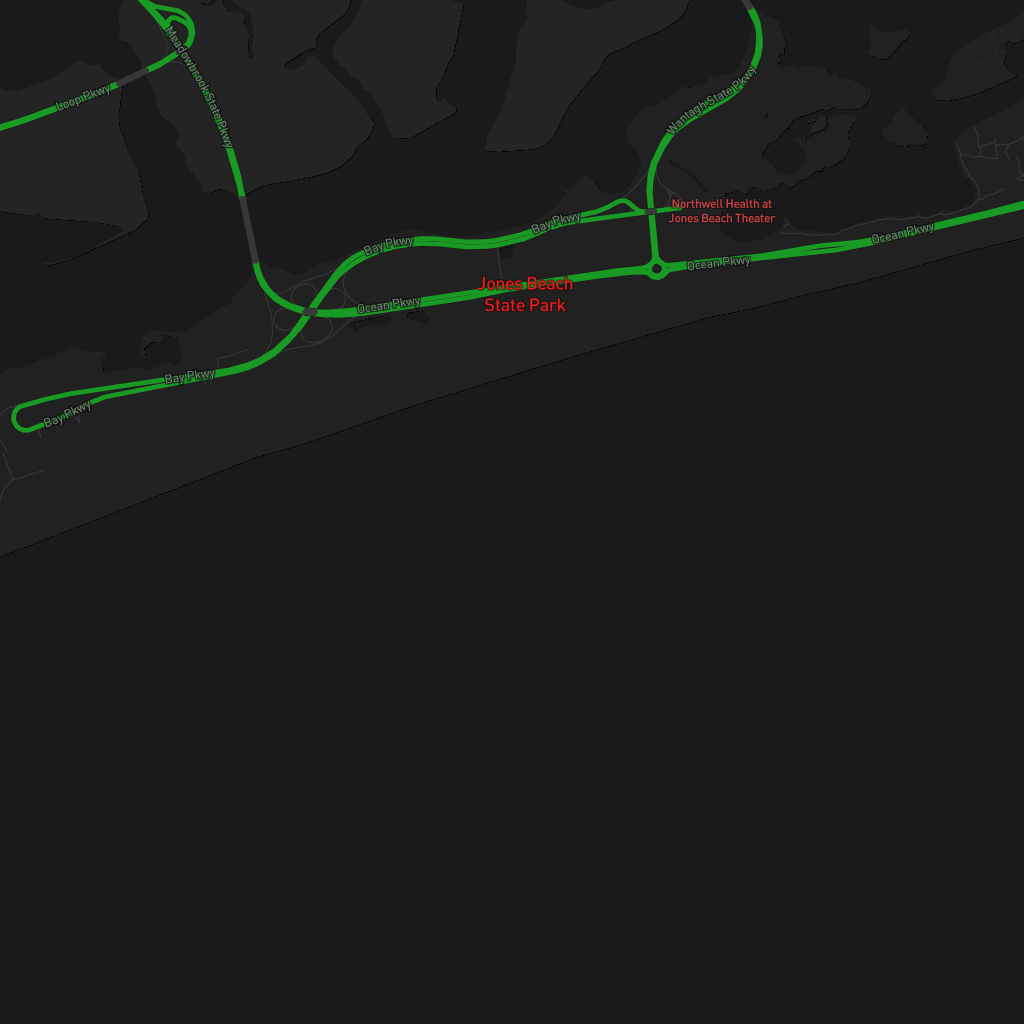 Meadowbrook State Pkwy
Loop Pkwy
Wantagh State Pkwy
Northwell Health at
Jones Beach Theater
Bay Pkwy
Bay Pkwy
Ocean Pkwy
Ocean Pkwy
Jones Beach
State Park
Ocean Pkwy
Bay Pkwy
Bay Pkwy